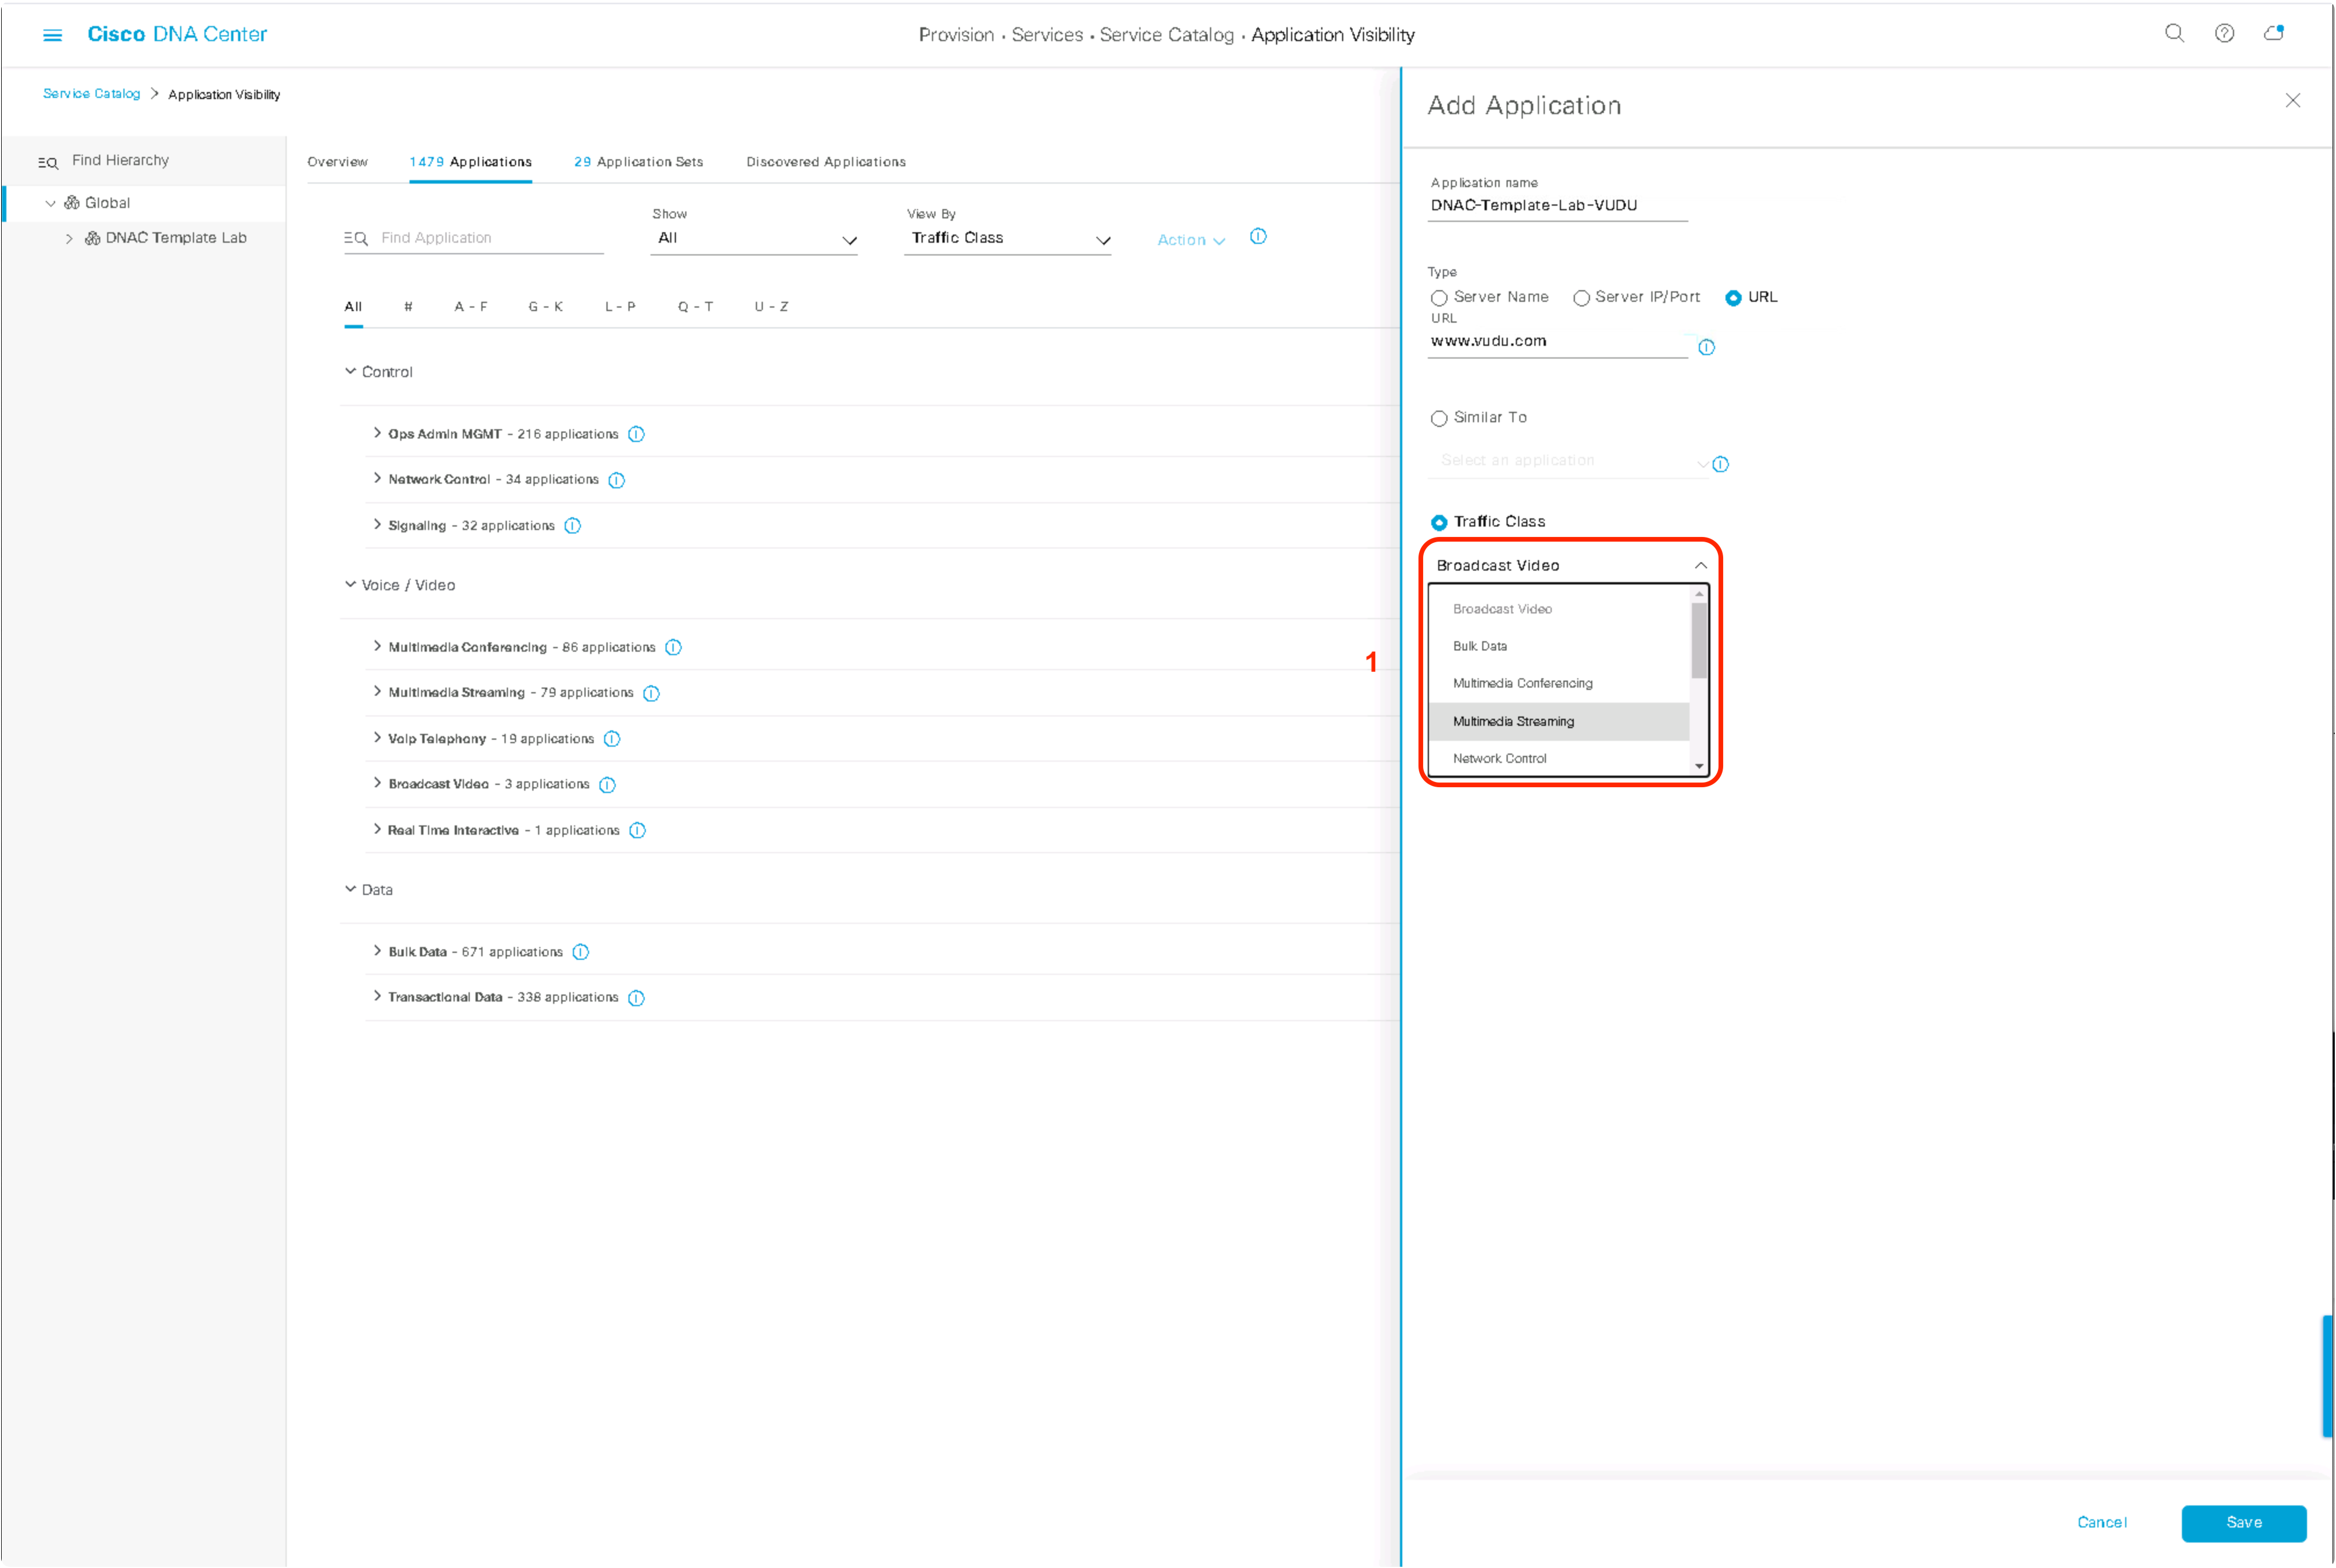 Cisco DNA Center
Provision · Services · Service Catalog · Application Visibility
Service Catalog > Application Visibility
Find Hierarchy
Global
DNAC Template Lab
Overview
1479 Applications
29 Application Sets
Discovered Applications
Find Application
Show
All
View By
Traffic Class
Action
All # A - F G - K L - P Q - T U - Z
Control
Ops Admin MGMT - 216 applications
Network Control - 34 applications
Signaling - 32 applications
Voice / Video
Multimedia Conferencing - 86 applications
Multimedia Streaming - 79 applications
Voip Telephony - 19 applications
Broadcast Video - 3 applications
Real Time Interactive - 1 applications
Data
Bulk Data - 671 applications
Transactional Data - 338 applications
1
Add Application
Application name
DNAC-Template-Lab-VUDU
Type
Server Name Server IP/Port URL
URL
www.vudu.com
Similar To
Select an application
Traffic Class
Broadcast Video
Broadcast Video
Bulk Data
Multimedia Conferencing
Multimedia Streaming
Network Control
Cancel Save